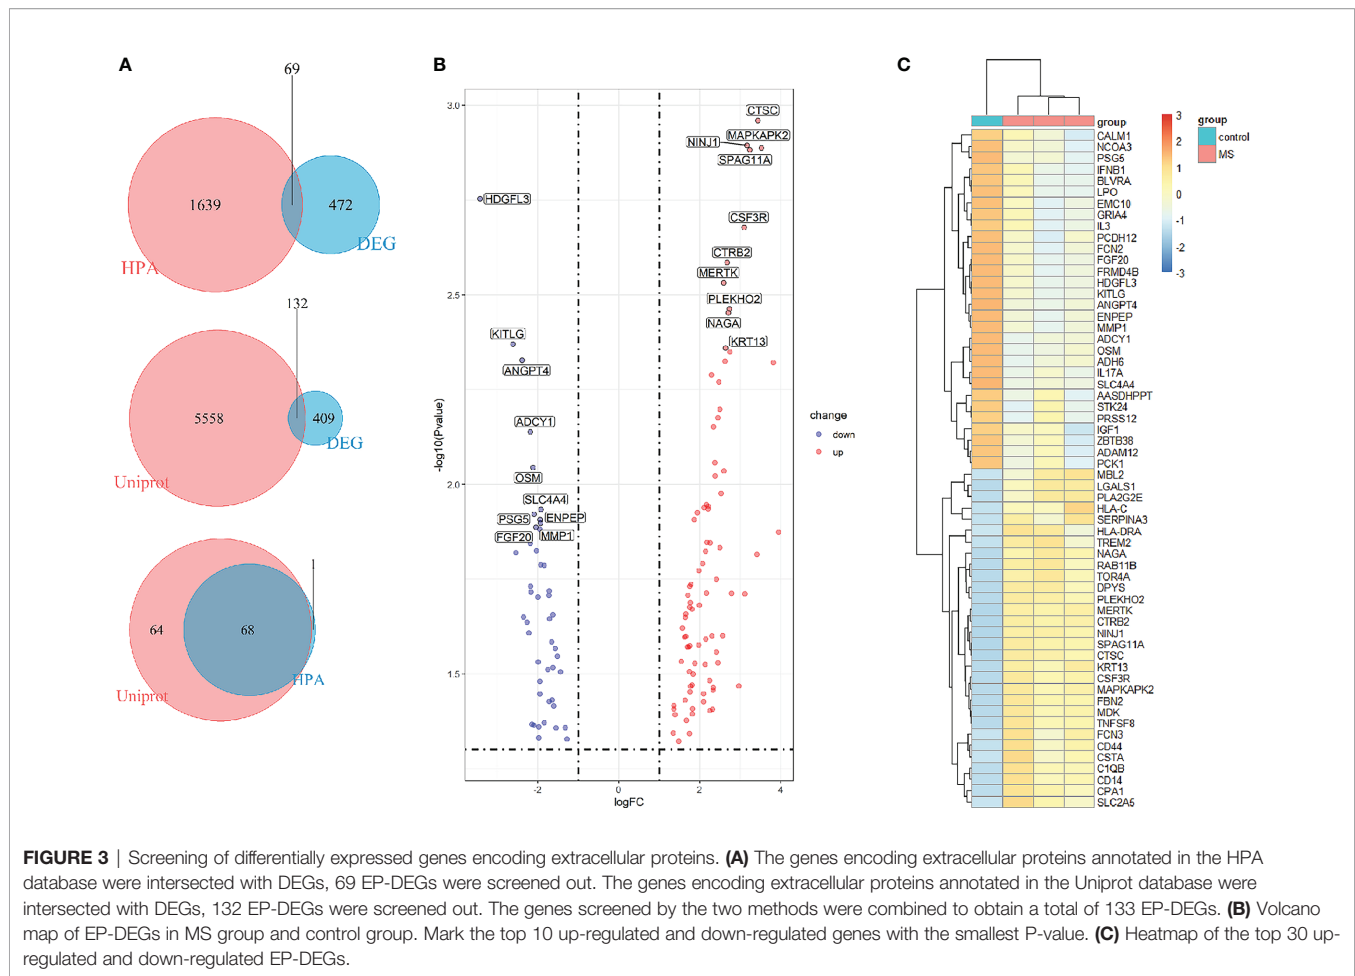 A
69
1639
472
HPA
DEG
132
5558
409
DEG
Uniprot
1
64
68
HPA
Uniprot
B
3.0
2.5
2.0
1.5
-log10(Pvalue)
CTSC
MAPKAPK2
NINJ1
SPAG11A
HDGFL3
CSF3R
CTRB2
MERTK
PLEKHO2
NAGA
KITLG
KRT13
ANGPT4
ADCY1
OSM
SLC4A4
PSG5
ENPEP
FGF20
MMP1
-2
0
2
4
logFC
change
down
up
C
group
CALM1
NCOA3
PSG5
IFNB1
BLVRA
LPO
EMC10
GRIA4
IL3
PCDH12
FCN2
FGF20
FRMD4B
HDGFL3
KITLG
ANGPT4
ENPEP
MMP1
ADCY1
OSM
ADH6
IL17A
SLC4A4
AASDHPPT
STK24
PRSS12
IGF1
ZBTB38
ADAM12
PCK1
MBL2
LGALS1
PLA2G2E
HLA-C
SERPINA3
HLA-DRA
TREM2
NAGA
RAB11B
TOR4A
DPYS
PLEKHO2
MERTK
CTRB2
NINJ1
SPAG11A
CTSC
KRT13
CSF3R
MAPKAPK2
FBN2
MDK
TNFSF8
FCN3
CD44
CSTA
C1QB
CD14
CPA1
SLC2A5
3
2
1
0
-1
-2
-3
group
control
MS
FIGURE 3 | Screening of differentially expressed genes encoding extracellular proteins. (A) The genes encoding extracellular proteins annotated in the HPA
database were intersected with DEGs, 69 EP-DEGs were screened out. The genes encoding extracellular proteins annotated in the Uniprot database were
intersected with DEGs, 132 EP-DEGs were screened out. The genes screened by the two methods were combined to obtain a total of 133 EP-DEGs. (B) Volcano
map of EP-DEGs in MS group and control group. Mark the top 10 up-regulated and down-regulated genes with the smallest P-value. (C) Heatmap of the top 30 up-
regulated and down-regulated EP-DEGs.